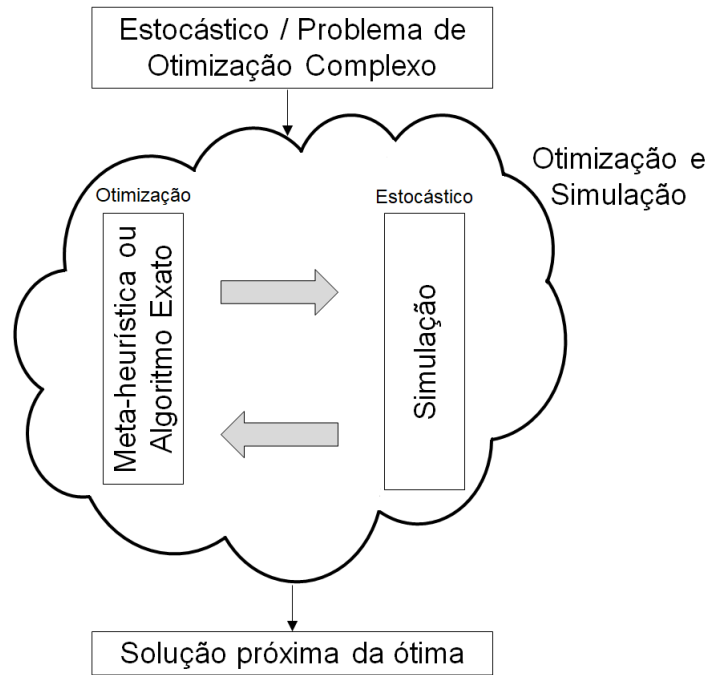 Estocástico / Problema de
Otimização Complexo
Otimização e
Simulação
Otimização
Estocástico
Meta-heurística ou
Algoritmo Exato
Simulação
Solução próxima da ótima